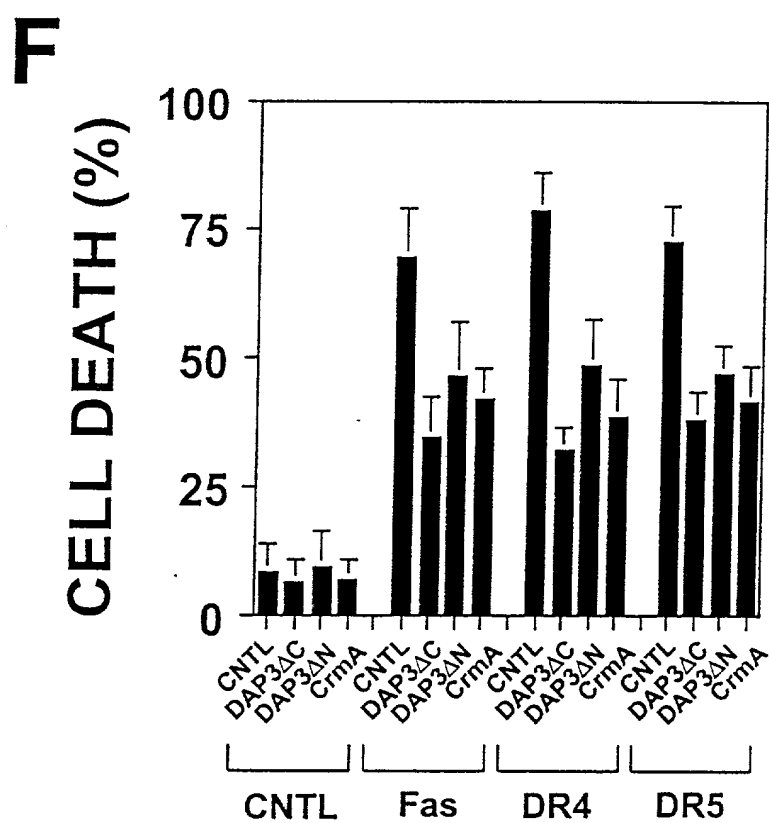 F
CELL DEATH (%)
100
75
50
25
0
CNTL
DAP3ΔC
DAP3ΔN
CrmA
CNTL
DAP3ΔC
DAP3ΔN
CrmA
CNTL
DAP3ΔC
DAP3ΔN
CrmA
CNTL
DAP3ΔC
DAP3ΔN
CrmA
CNTL Fas DR4 DR5